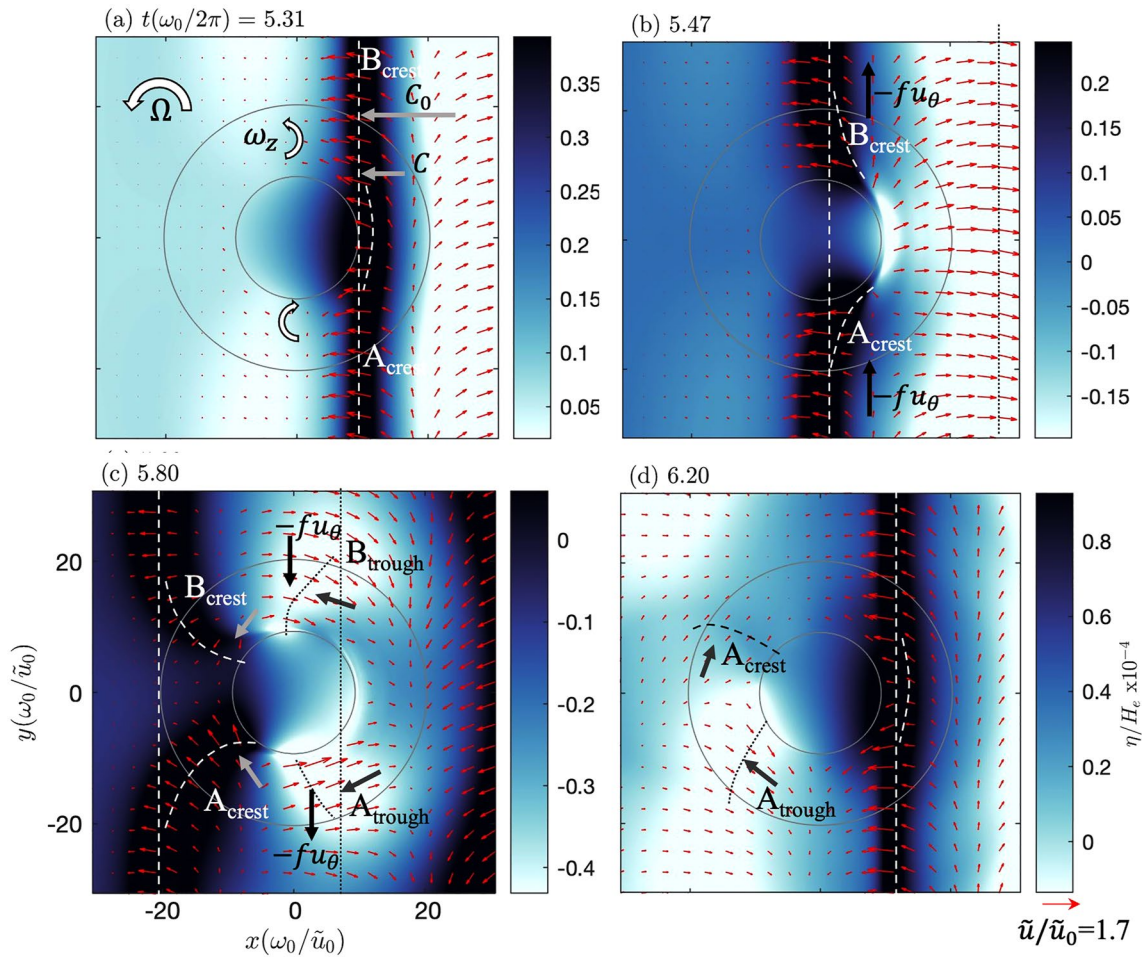 (a) t(ω₀/2π) = 5.31
(b) 5.47
B_crest
C₀
Ω
ω_z
C
A_crest
0.35
0.3
0.25
0.2
0.15
0.1
0.05
−fu_θ
B_crest
A_crest
−fu_θ
0.2
0.15
0.1
0.05
0
-0.05
-0.1
-0.15
(c) 5.80
(d) 6.20
−fu_θ
B_trough
B_crest
A_crest
A_trough
−fu_θ
20
0
-20
y(ω₀/ũ₀)
-20
0
20
x(ω₀/ũ₀)
0
-0.1
-0.2
-0.3
-0.4
A_crest
A_trough
0.8
0.6
0.4
0.2
0
η/H_e x10⁻⁴
ũ/ũ₀=1.7